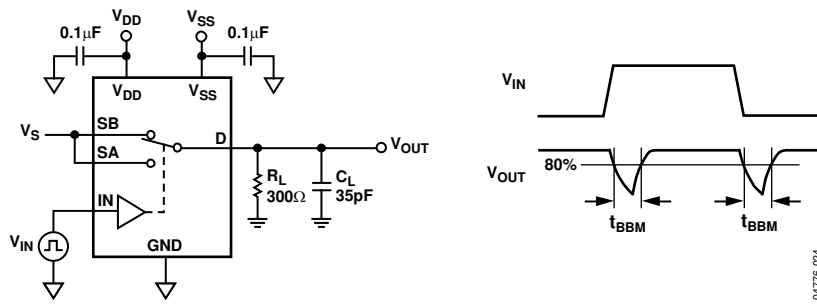 VDD
VSS
0.1µF
0.1µF
VDD
VSS
VS
SB
D
VOUT
SA
RL
300Ω
CL
35pF
IN
VIN
GND
VIN
VOUT
80%
tBBM
tBBM
04776-024